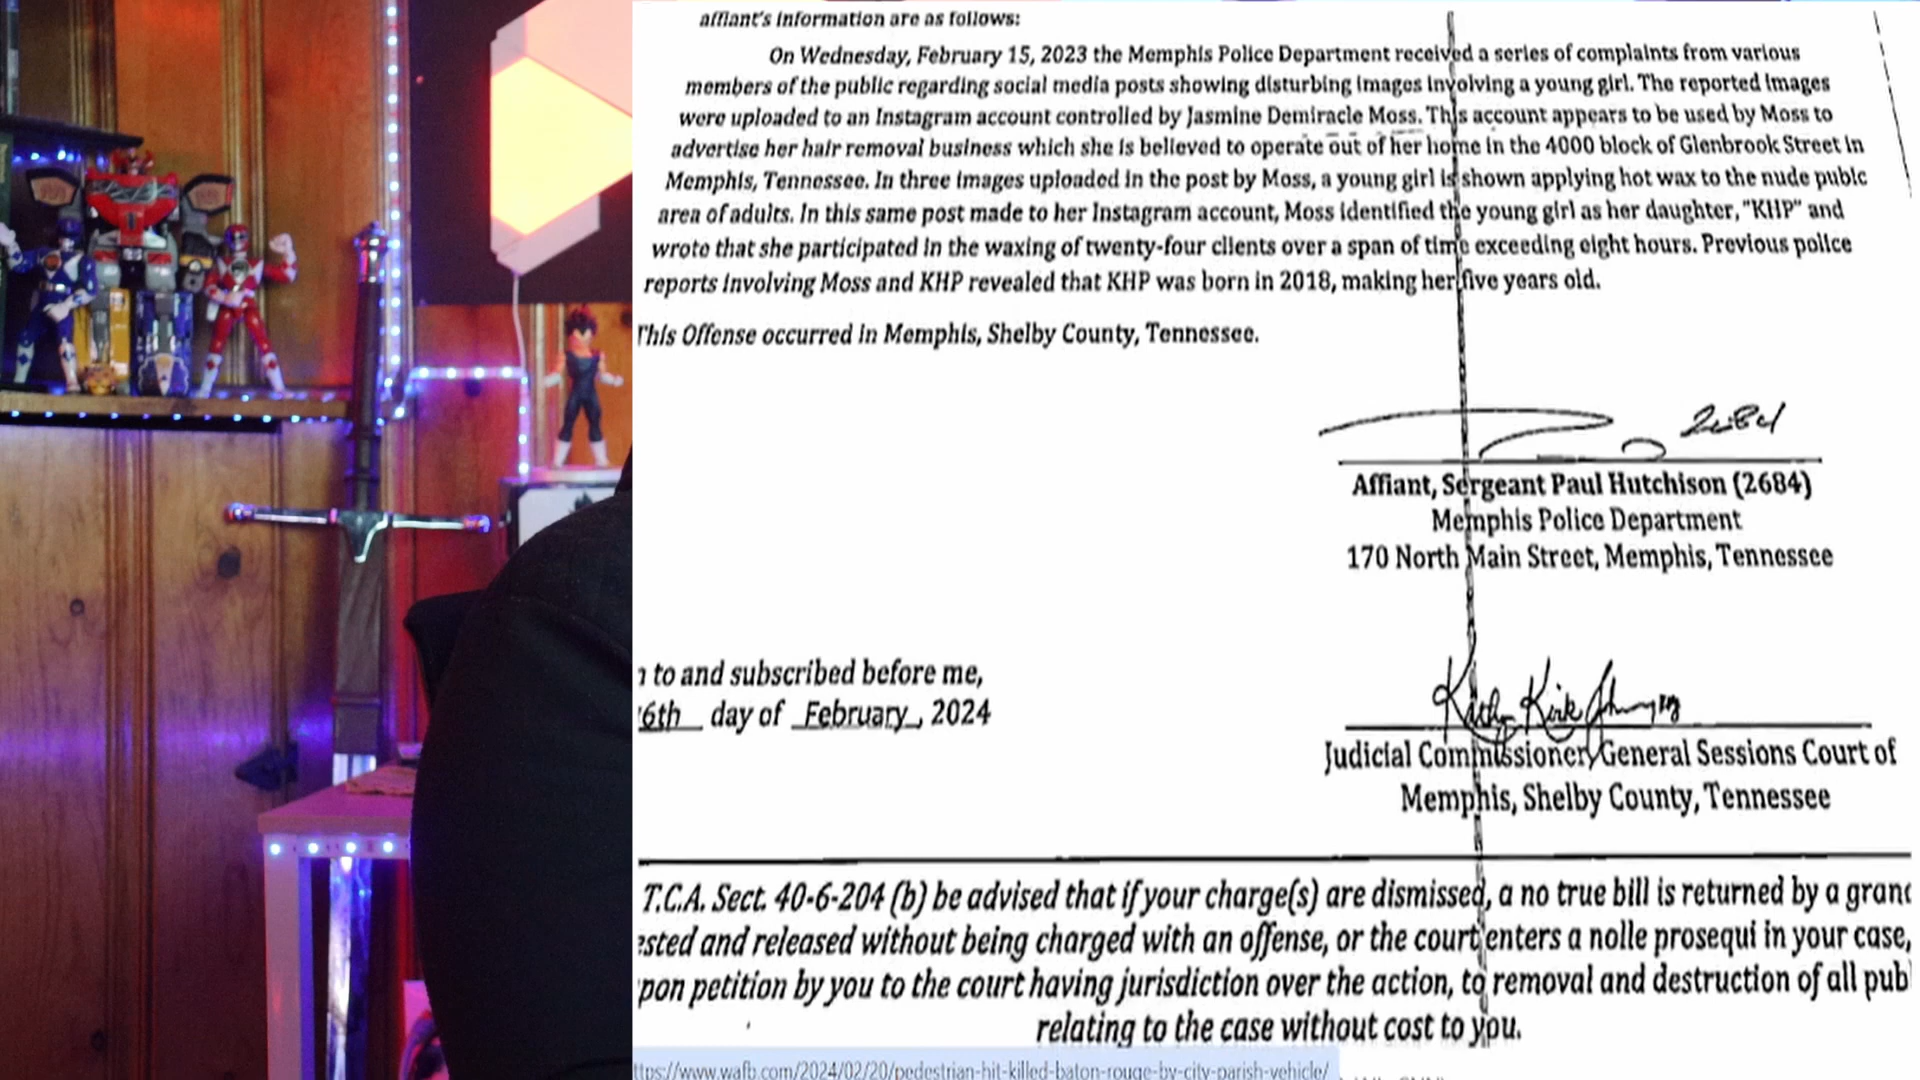 affiant's information are as follows:
On Wednesday, February 15, 2023 the Memphis Police Department received a series of complaints from various
members of the public regarding social media posts showing disturbing images involving a young girl. The reported images
were uploaded to an Instagram account controlled by Jasmine Demiracle Moss. This account appears to be used by Moss to
advertise her hair removal business which she is believed to operate out of her home in the 4000 block of Glenbrook Street in
Memphis, Tennessee. In three images uploaded in the post by Moss, a young girl is shown applying hot wax to the nude pubic
area of adults. In this same post made to her Instagram account, Moss identified the young girl as her daughter, "KHP" and
wrote that she participated in the waxing of twenty-four clients over a span of time exceeding eight hours. Previous police
reports involving Moss and KHP revealed that KHP was born in 2018, making her five years old.
This Offense occurred in Memphis, Shelby County, Tennessee.
2684
Affiant, Sergeant Paul Hutchison (2684)
Memphis Police Department
170 North Main Street, Memphis, Tennessee
n to and subscribed before me,
6th day of February, 2024
Judicial Commissioner, General Sessions Court of
Memphis, Shelby County, Tennessee
T.C.A. Sect. 40-6-204 (b) be advised that if your charge(s) are dismissed, a no true bill is returned by a grand
ested and released without being charged with an offense, or the court enters a nolle prosequi in your case,
pon petition by you to the court having jurisdiction over the action, to removal and destruction of all publ
relating to the case without cost to you.
ttps://www.wafb.com/2024/02/20/pedestrian-hit-killed-baton-rouge-by-city-parish-vehicle/